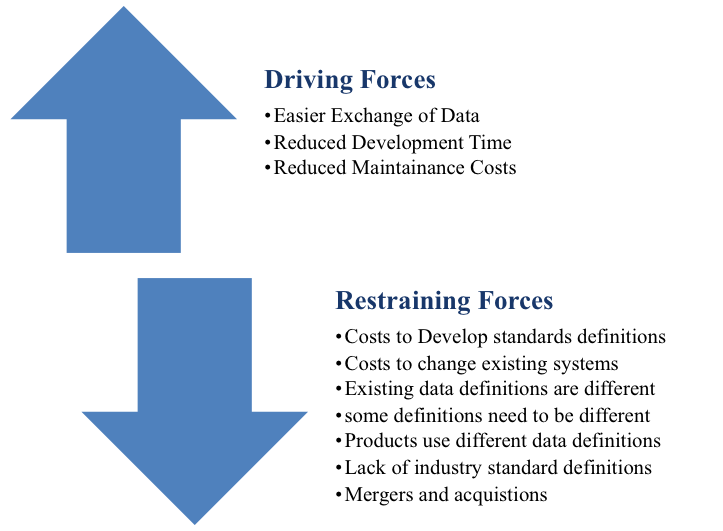 Driving Forces
•Easier Exchange of Data
•Reduced Development Time
•Reduced Maintainance Costs
Restraining Forces
•Costs to Develop standards definitions
•Costs to change existing systems
•Existing data definitions are different
•some definitions need to be different
•Products use different data definitions
•Lack of industry standard definitions
•Mergers and acquistions